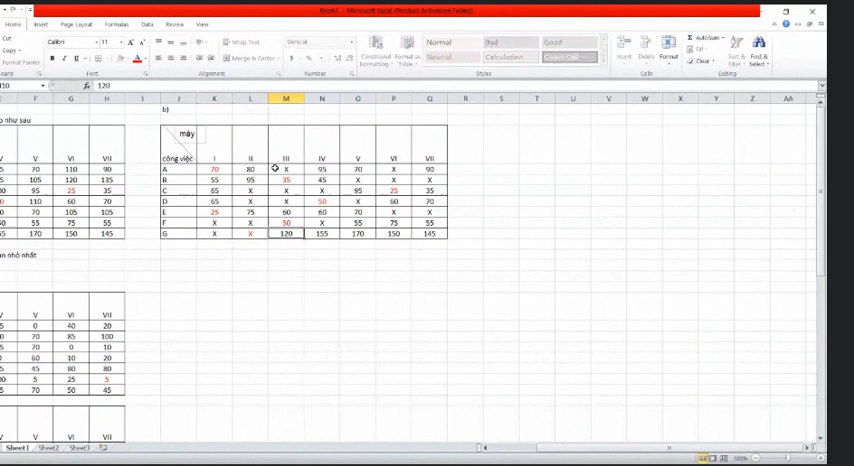 Book1 - Microsoft Excel (Product Activation Failed)
Home Insert Page Layout Formulas Data Review View
Cut
Copy
Format Painter
Calibri 11
Wrap Text
General
Merge & Center
Conditional Formatting
Format as Table
Normal Bad Good
Neutral Calculation Check Cell
Insert Delete Format
AutoSum
Fill
Clear
Sort & Filter
Find & Select
Font Alignment Number Styles Cells Editing
fx 120
F G H I J K L M N O P Q R S T U V W X Y Z AA
b)
o như sau
máy
công việc I II III IV V VI VII
V VI VII
70 110 90 A 70 80 X 95 70 X 90
105 120 135 B 55 95 35 45 X X X
95 25 35 C 65 X X X 95 25 35
110 60 70 D 65 X X 50 X 60 70
70 105 105 E 25 75 60 60 70 X X
55 75 55 F X X 50 X 55 75 55
170 150 145 G X X 120 155 170 150 145
n nhỏ nhất
V VI VII
0 40 20
70 85 100
70 0 10
60 10 20
45 80 80
5 25 5
70 50 45
V VI VII
Sheet1 Sheet2 Sheet3
100%